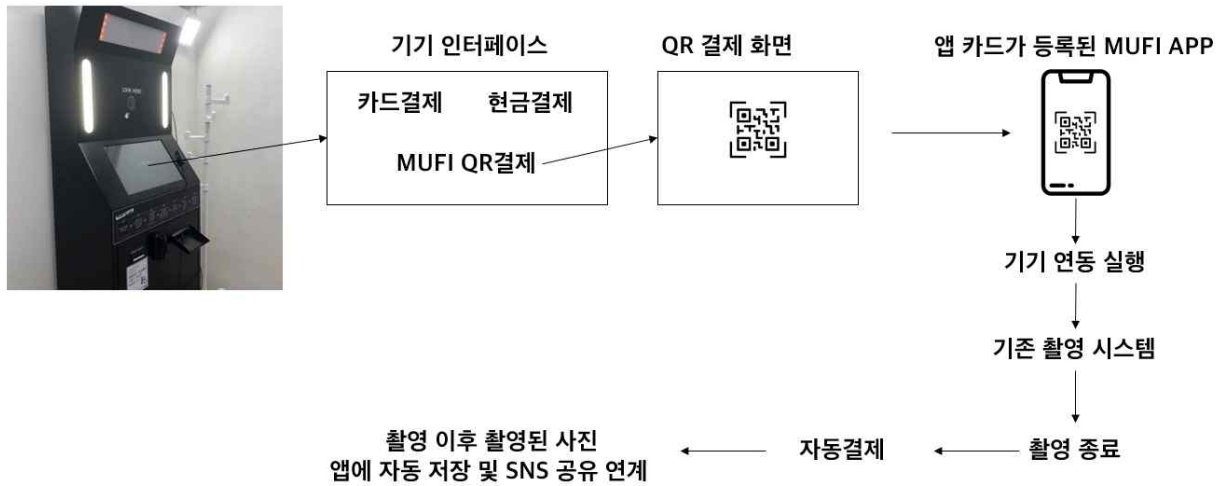 기기 인터페이스
QR 결제 화면
앱 카드가 등록된 MUFI APP
카드결제
현금결제
MUFI QR결제
기기 연동 실행
기존 촬영 시스템
촬영 종료
자동결제
촬영 이후 촬영된 사진
앱에 자동 저장 및 SNS 공유 연계